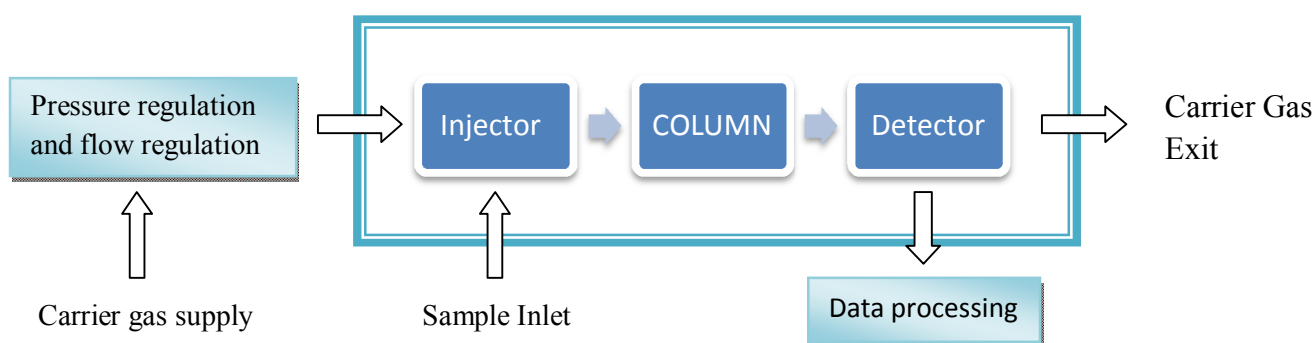 Pressure regulation
and flow regulation
Injector
COLUMN
Detector
Carrier Gas
Exit
Carrier gas supply
Sample Inlet
Data processing